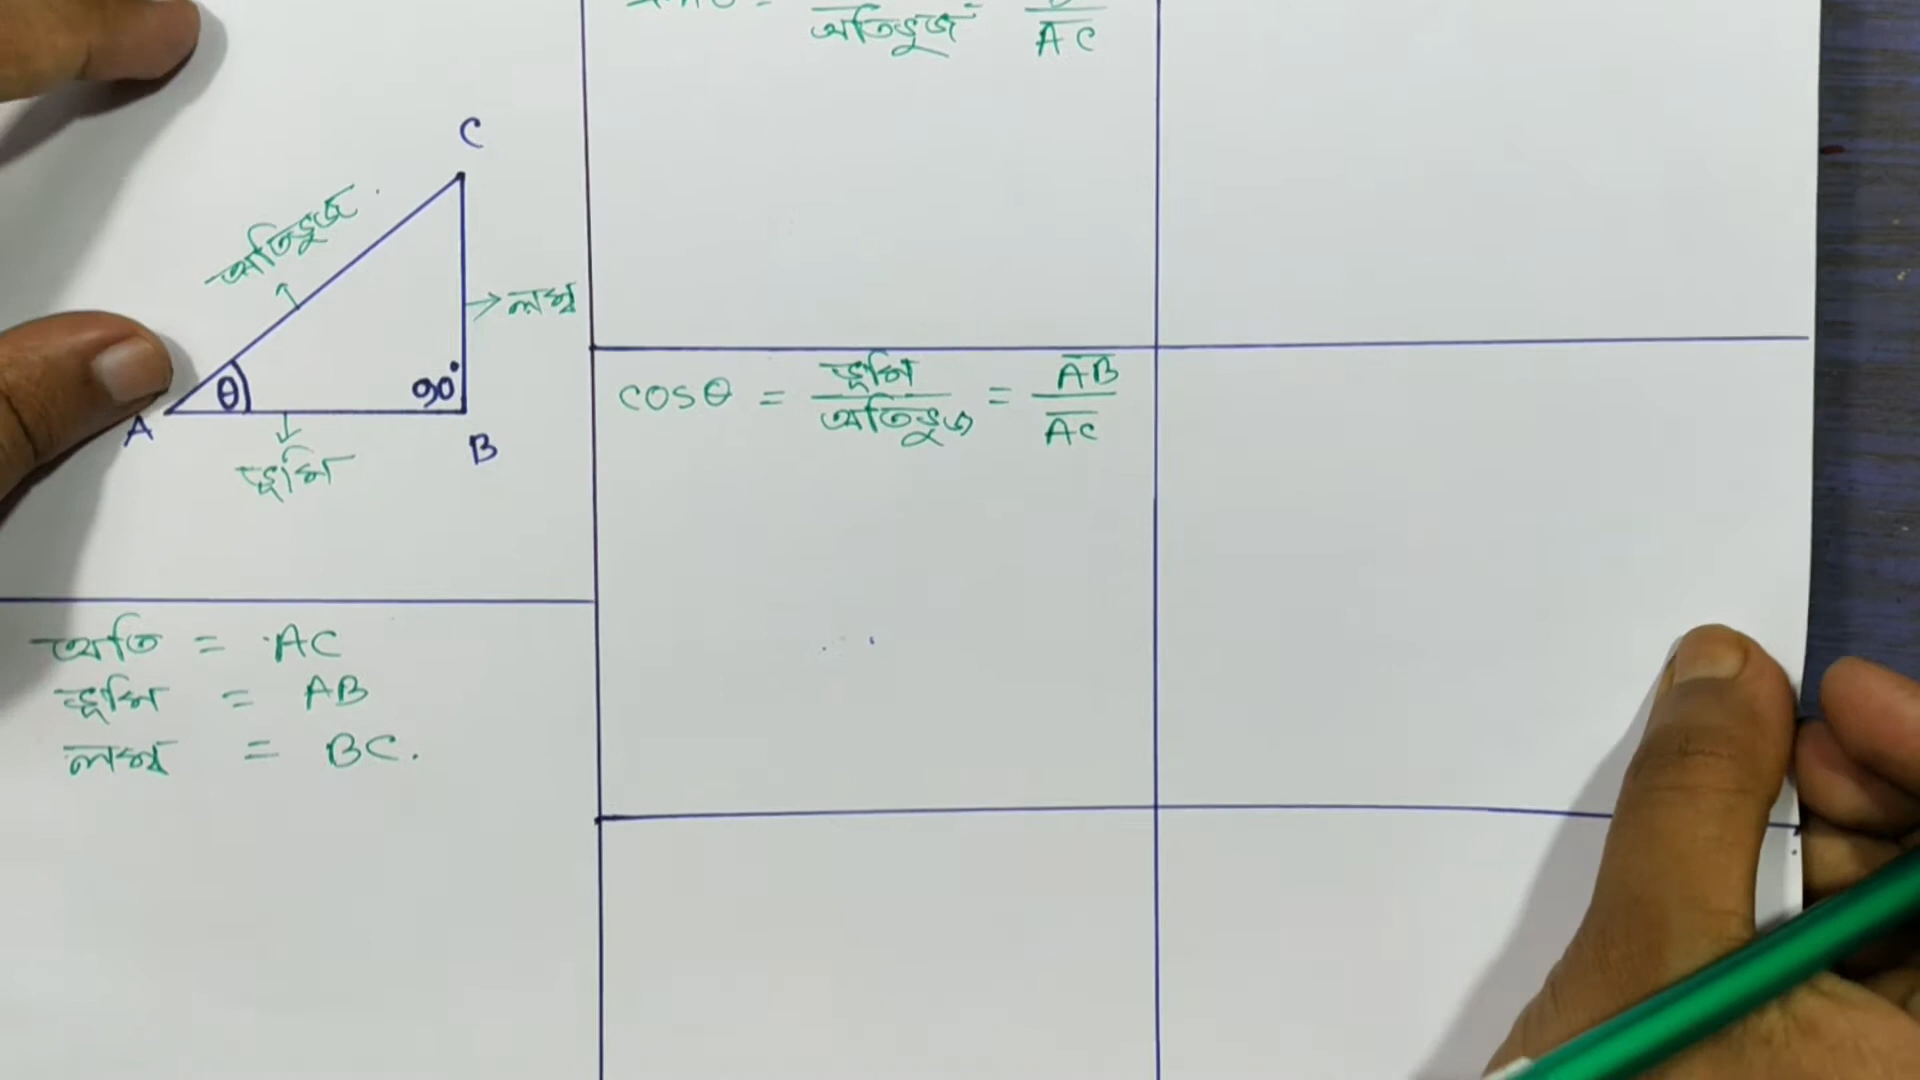 C
অতিভুজ
→ লম্ব
θ
90°
A
B
ভূমি
অতি = AC
ভূমি = AB
লম্ব = BC.
অতিভুজ = AC
cosθ = ভূমি / অতিভুজ = AB / AC